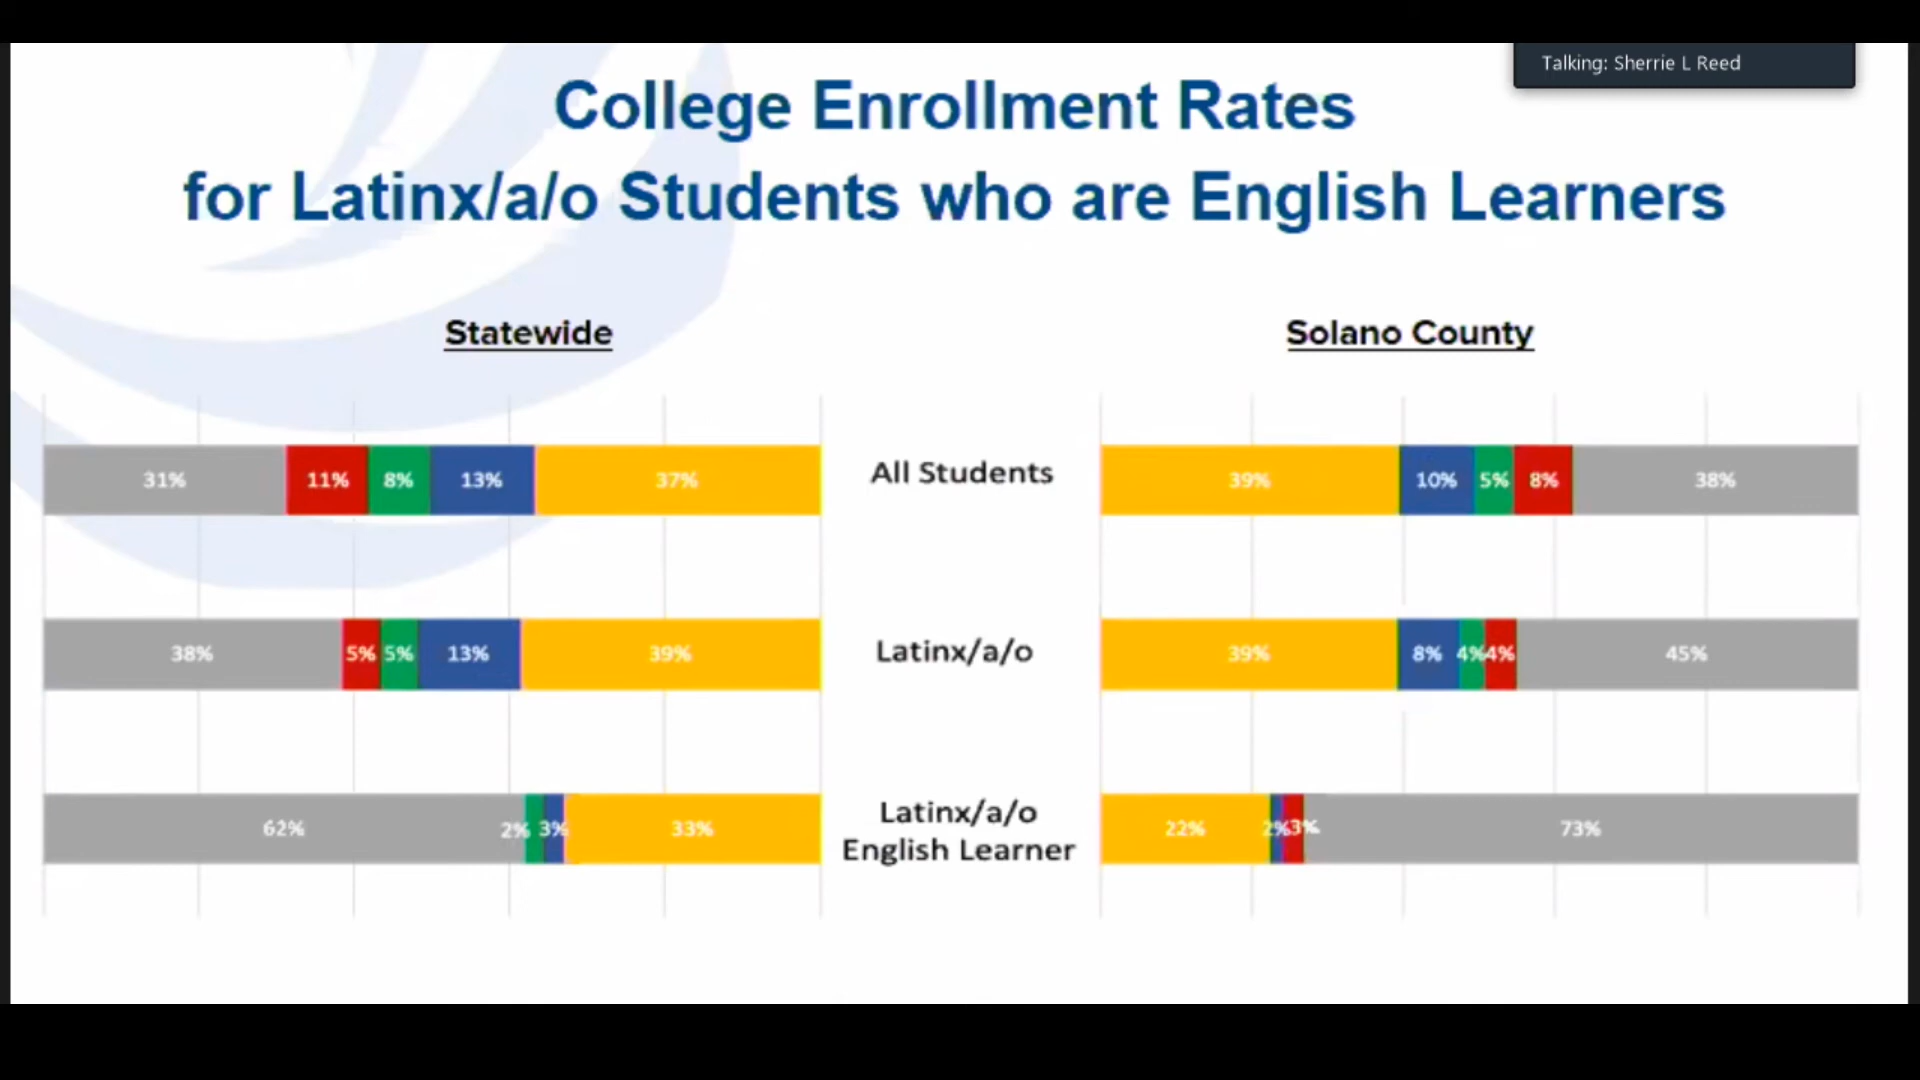 Talking: Sherrie L Reed
College Enrollment Rates
for Latinx/a/o Students who are English Learners
Statewide
Solano County
31% 11% 8% 13% 37%
All Students
39% 10% 5% 8% 38%
38% 5% 5% 13% 39%
Latinx/a/o
39% 8% 4% 4% 45%
62% 2% 3% 33%
Latinx/a/o
English Learner
22% 2% 3% 73%